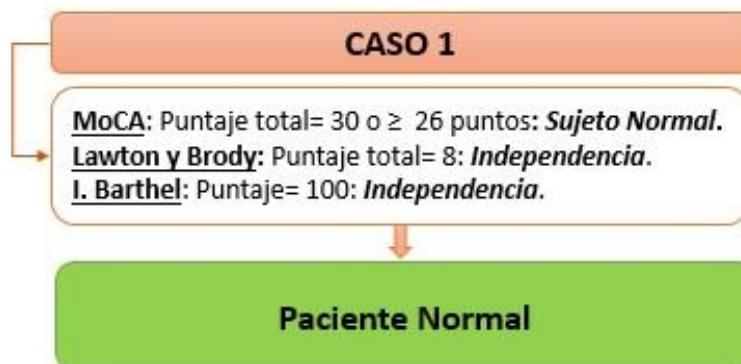 CASO 1
MoCA: Puntaje total= 30 o ≥ 26 puntos: Sujeto Normal.
Lawton y Brody: Puntaje total= 8: Independencia.
I. Barthel: Puntaje= 100: Independencia.
Paciente Normal